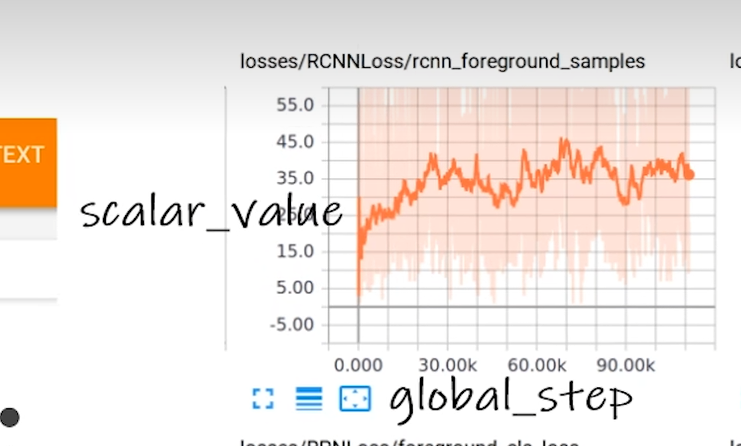 losses/RCNNLoss/rcnn_foreground_samples
55.0
45.0
TEXT
35.0
scalar_value
15.0
5.00
-5.00
0.000 30.00k 60.00k 90.00k
global_step